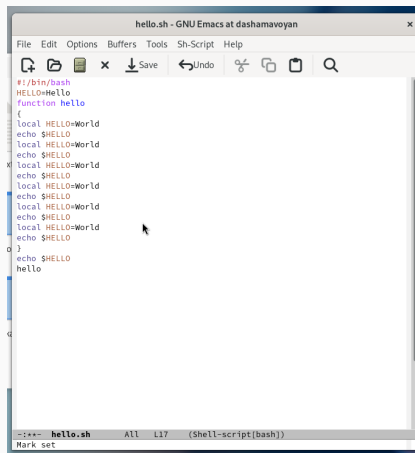 hello.sh - GNU Emacs at dashamavoyan ×
File Edit Options Buffers Tools Sh-Script Help
Save Undo
#!/bin/bash
HELLO=Hello
function hello
{
local HELLO=World
echo $HELLO
local HELLO=World
echo $HELLO
local HELLO=World
echo $HELLO
local HELLO=World
echo $HELLO
local HELLO=World
echo $HELLO
local HELLO=World
echo $HELLO
}
echo $HELLO
hello
-:**- hello.sh All L17 (Shell-script[bash])
Mark set